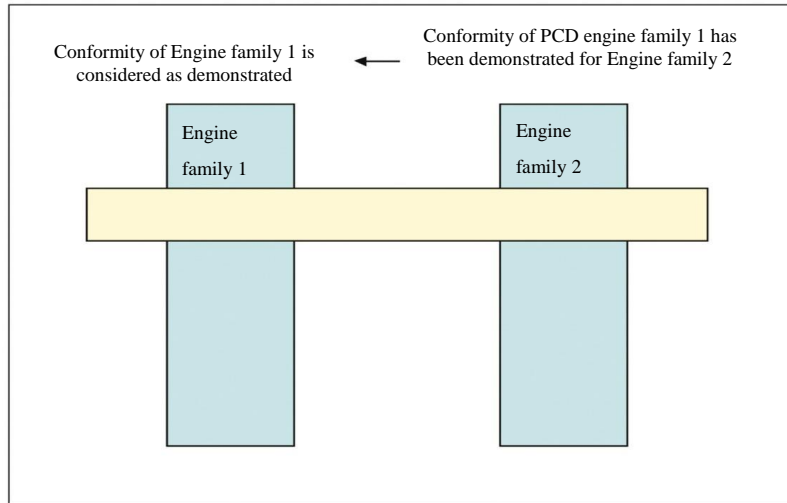 Conformity of Engine family 1 is
considered as demonstrated
Conformity of PCD engine family 1 has
been demonstrated for Engine family 2
Engine
family 1
Engine
family 2